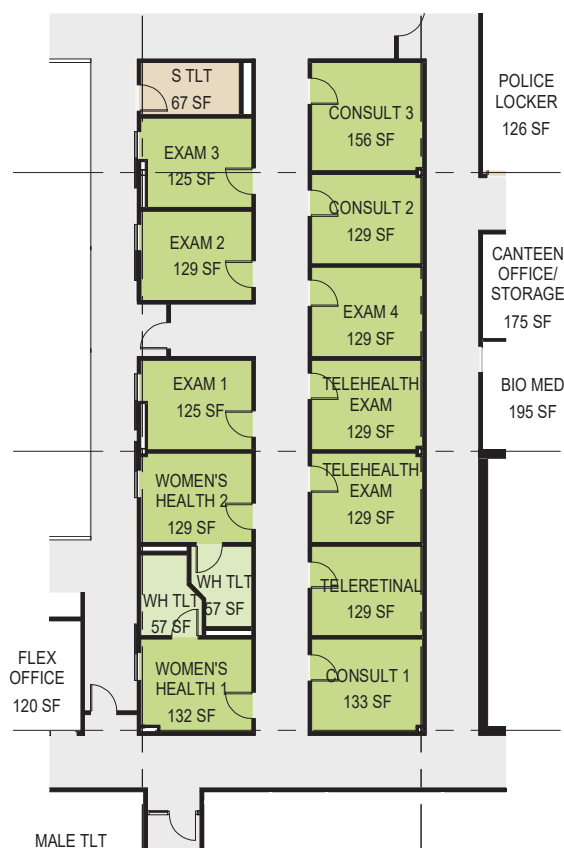 S TLT
67 SF
EXAM 3
125 SF
EXAM 2
129 SF
EXAM 1
125 SF
WOMEN'S
HEALTH 2
129 SF
WH TLT
57 SF
WH TLT
57 SF
WOMEN'S
HEALTH 1
132 SF
CONSULT 3
156 SF
CONSULT 2
129 SF
EXAM 4
129 SF
TELEHEALTH
EXAM
129 SF
TELEHEALTH
EXAM
129 SF
TELERETINAL
129 SF
CONSULT 1
133 SF
POLICE
LOCKER
126 SF
CANTEEN
OFFICE/
STORAGE
175 SF
BIO MED
195 SF
FLEX
OFFICE
120 SF
MALE TLT